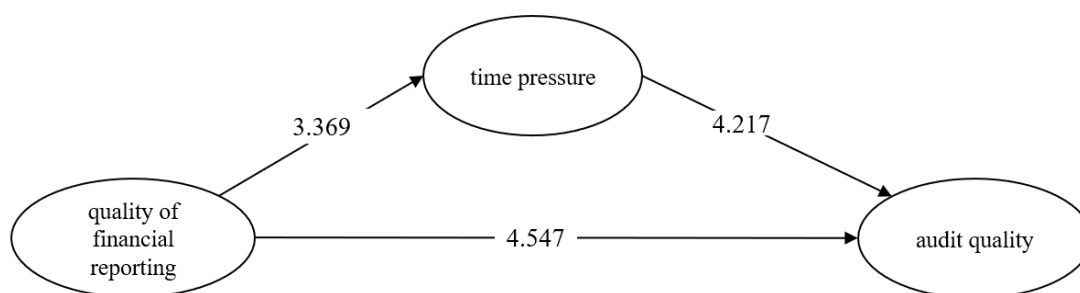 time pressure
3.369
4.217
quality of
financial
reporting
4.547
audit quality